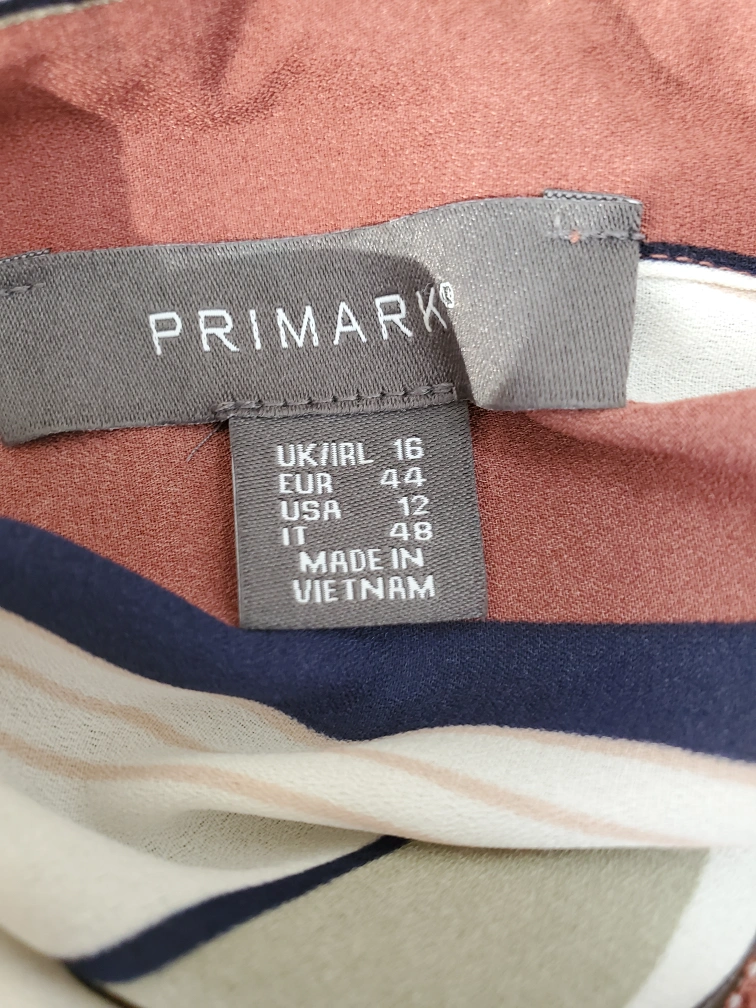 PRIMARK®
UK/IRL 16
EUR 44
USA 12
IT 48
MADE IN
VIETNAM